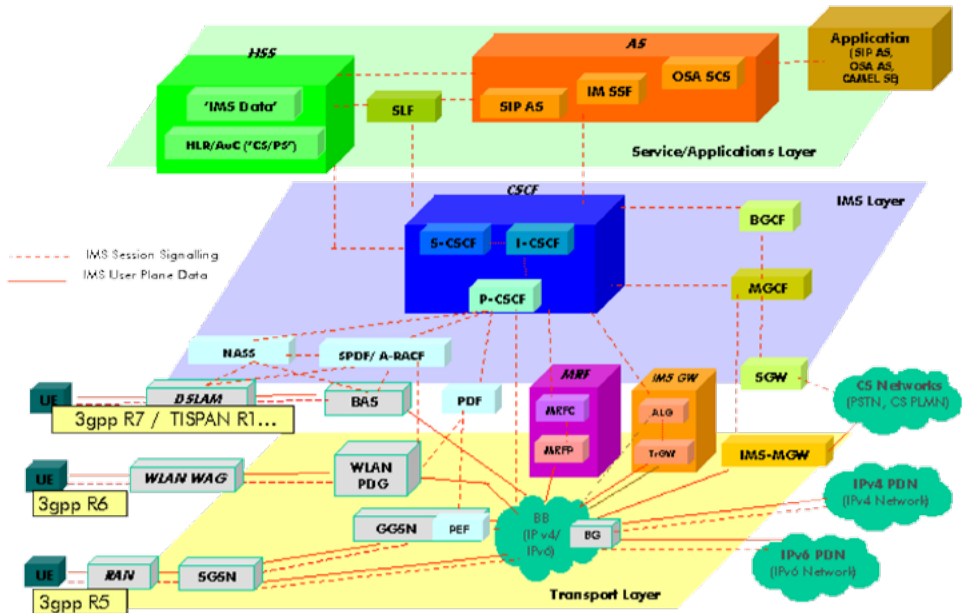 HSS
AS
Application
(SIP AS,
OSA AS,
CAMEL SE)
OSA SCS
IM SSF
SIP AS
'IMS Data'
SLF
HLR/AuC ('CS/PS')
Service/Applications Layer
CSCF
IMS Layer
BGCF
S-CSCF
I-CSCF
IMS Session Signalling
IMS User Plane Data
MGCF
P-CSCF
NASS
SPDF/ A-RACF
MRF
IMS GW
SGW
CS Networks
(PSTN, CS PLMN)
UE
DSLAM
BAS
PDF
MRFC
ALG
3gpp R7 / TISPAN R1...
MRFP
TrGW
IMS-MGW
UE
WLAN WAG
WLAN
PDG
3gpp R6
IPv4 PDN
(IPv4 Network)
GGSN
PEF
BB
(IP v4/
IPv6)
BG
IPv6 PDN
(IPv6 Network)
UE
RAN
SGSN
3gpp R5
Transport Layer